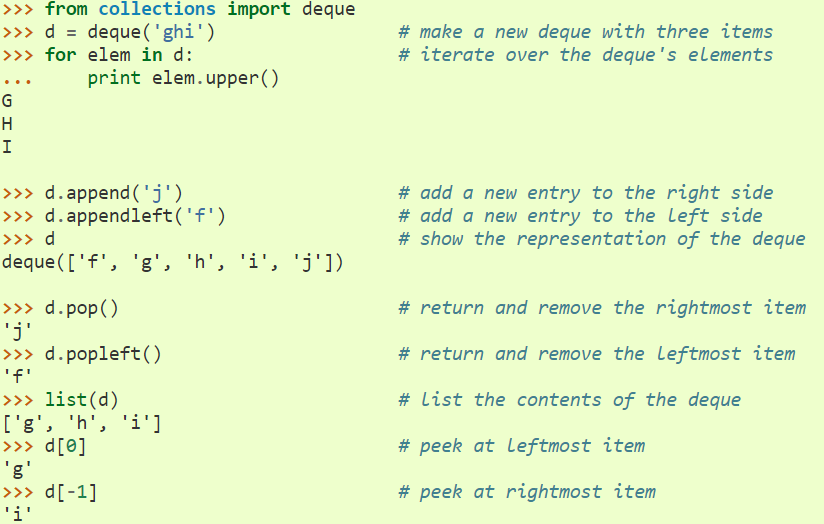 >>> from collections import deque
>>> d = deque('ghi')                 # make a new deque with three items
>>> for elem in d:                   # iterate over the deque's elements
...     print elem.upper()
G
H
I
>>> d.append('j')                    # add a new entry to the right side
>>> d.appendleft('f')                # add a new entry to the left side
>>> d                                # show the representation of the deque
deque(['f', 'g', 'h', 'i', 'j'])
>>> d.pop()                          # return and remove the rightmost item
'j'
>>> d.popleft()                      # return and remove the leftmost item
'f'
>>> list(d)                          # list the contents of the deque
['g', 'h', 'i']
>>> d[0]                             # peek at leftmost item
'g'
>>> d[-1]                            # peek at rightmost item
'i'